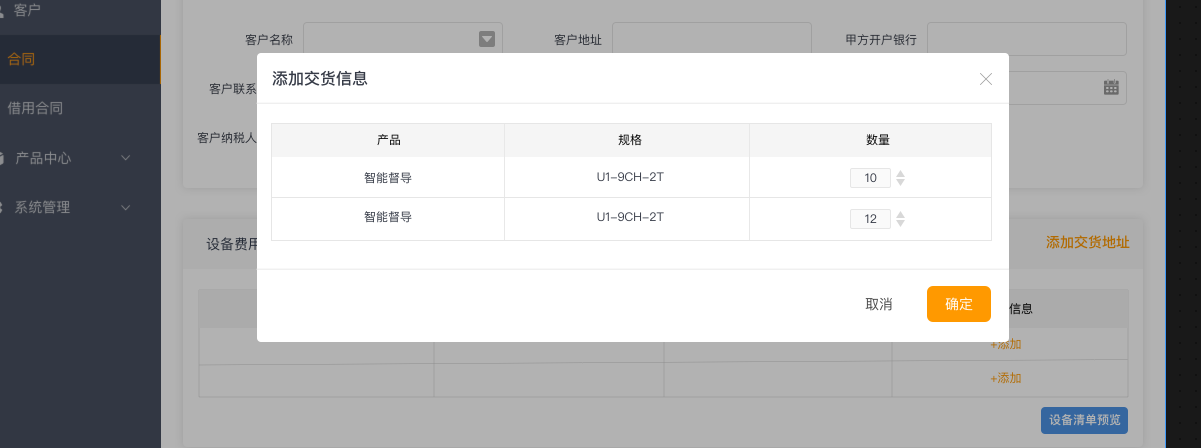 客户
合同
借用合同
产品中心
系统管理
客户名称
客户地址
甲方开户银行
客户联系
客户纳税人
添加交货信息
产品 规格 数量
智能督导 U1-9CH-2T 10
智能督导 U1-9CH-2T 12
取消 确定
设备费用
添加交货地址
信息
+添加
+添加
设备清单预览